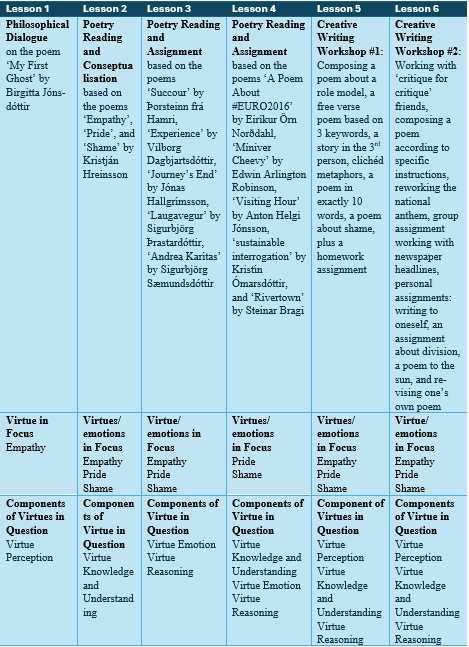 Lesson 1
Lesson 2
Lesson 3
Lesson 4
Lesson 5
Lesson 6
Philosophical
Dialogue
on the poem
‘My First
Ghost’ by
Birgitta Jóns-
dóttir
Poetry
Reading
and
Conseptua
lisation
based on
the poems
‘Empathy’,
‘Pride’, and
‘Shame’ by
Kristján
Hreinsson
Poetry Reading
and
Assignment
based on the
poems
‘Succour’ by
Þorsteinn frá
Hamri,
‘Experience’ by
Vilborg
Dagbjartsdóttir,
‘Journey’s End’
by Jónas
Hallgrímsson,
‘Laugavegur’ by
Sigurbjörg
Þrastardóttir,
‘Andrea Karitas’
by Sigurbjörg
Sæmundsdóttir
Poetry Reading
and
Assignment
based on the
poems ‘A Poem
About
#EURO2016’
by Eirikur Örn
Norðdahl,
‘Miniver
Cheevy’ by
Edwin Arlington
Robinson,
‘Visiting Hour’
by Anton Helgi
Jónsson,
‘sustainable
interrogation’ by
Kristin
Ómarsdóttir,
and ‘Rivertown’
by Steinar Bragi
Creative
Writing
Workshop #1:
Composing a
poem about a
role model, a
free verse
poem based on
3 keywords, a
story in the 3rd
person, clichéd
metaphors, a
poem in
exactly 10
words, a poem
about shame,
plus a
homework
assignment
Creative
Writing
Workshop #2:
Working with
‘critique for
critique’
friends,
composing a
poem
according to
specific
instructions,
reworking the
national
anthem, group
assignment
working with
newspaper
headlines,
personal
assignments:
writing to
oneself, an
assignment
about division,
a poem to the
sun, and re-
vising one’s
own poem
Virtue in
Focus
Empathy
Virtues/
emotions
in Focus
Empathy
Pride
Shame
Virtue/
emotions in
Focus
Empathy
Pride
Shame
Virtues/
emotions
in Focus
Pride
Shame
Virtues/
emotions
in Focus
Empathy
Pride
Shame
Virtue/
emotions in
Focus
Empathy
Pride
Shame
Components
of Virtues in
Question
Virtue
Perception
Componen
ts of
Virtue in
Question
Virtue
Knowledge
and
Understand
ing
Components of
Virtue in
Question
Virtue Emotion
Virtue
Reasoning
Components of
Virtue in
Question
Virtue
Knowledge and
Understanding
Virtue Emotion
Virtue
Reasoning
Component of
Virtues in
Question
Virtue
Perception
Virtue
Knowledge
and
Understanding
Virtue
Reasoning
Components
of Virtue in
Question
Virtue
Perception
Virtue
Knowledge
and
Understanding
Virtue
Reasoning